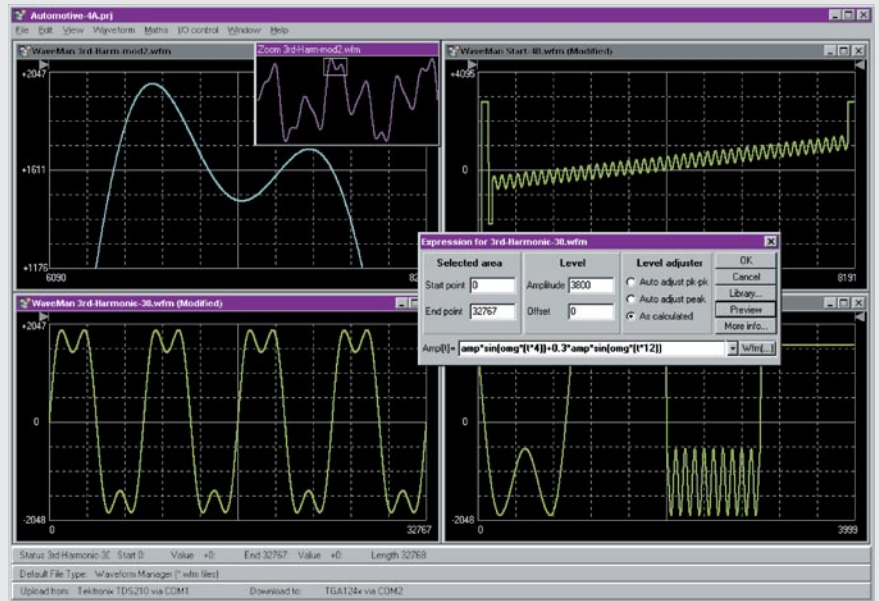 Automotive-4A.prj
File Edit View Waveform Maths I/O control Window Help
WaveMan 3rd-Harm-mod2.wfm
+2047
+1611
+1176
6090
Zoom 3rd-Harm-mod2.wfm
WaveMan Start-4B.wfm (Modified)
+4095
0
8191
Expression for 3rd-Harmonic-30.wfm
Selected area
Start point 0
End point 32767
Level
Amplitude 3800
Offset 0
Level adjuster
Auto adjust pk-pk
Auto adjust peak
As calculated
OK
Cancel
Library...
Preview
More info...
Amp(t)= amp*sin(omg*(t*4))+0.3*amp*sin(omg*(t*12)) Wfm(...)
WaveMan 3rd-Harmonic-30.wfm (Modified)
+2047
0
-2048
0
32767
0
-2048
0
3999
Status 3rd-Harmonic-3 Start 0: Value +0: End 32767: Value +0: Length 32768
Default File Type: Waveform Manager (*.wfm files)
Upload from: Tektronix TDS210 via COM1 Download to: TGA124x via COM2